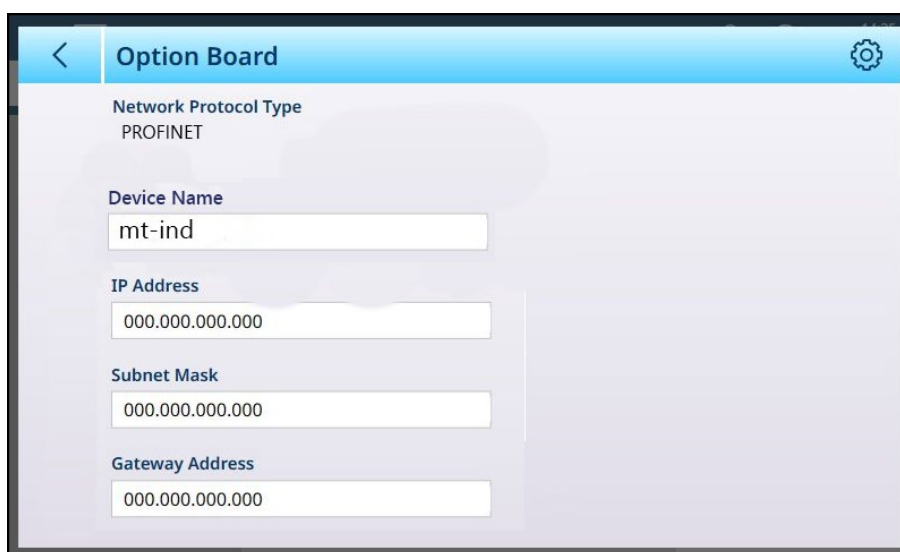 Option Board
Network Protocol Type
PROFINET
Device Name
mt-ind
IP Address
000.000.000.000
Subnet Mask
000.000.000.000
Gateway Address
000.000.000.000